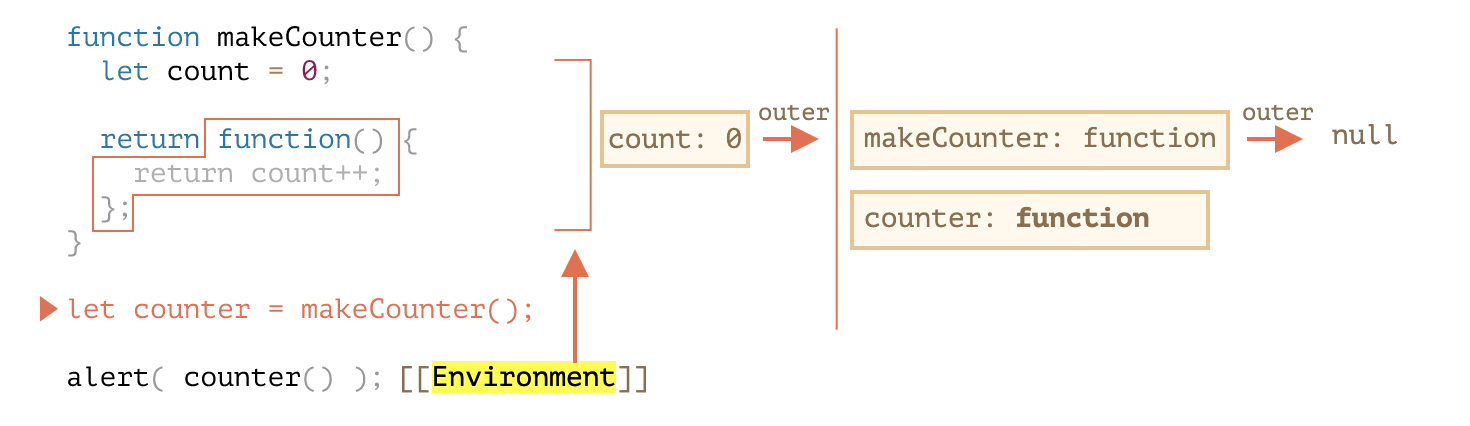 function makeCounter() {
let count = 0;
outer
outer
return function() {
count: 0
makeCounter: function
null
return count++;
};
counter: function
}
let counter = makeCounter();
alert( counter() ); [[Environment]]